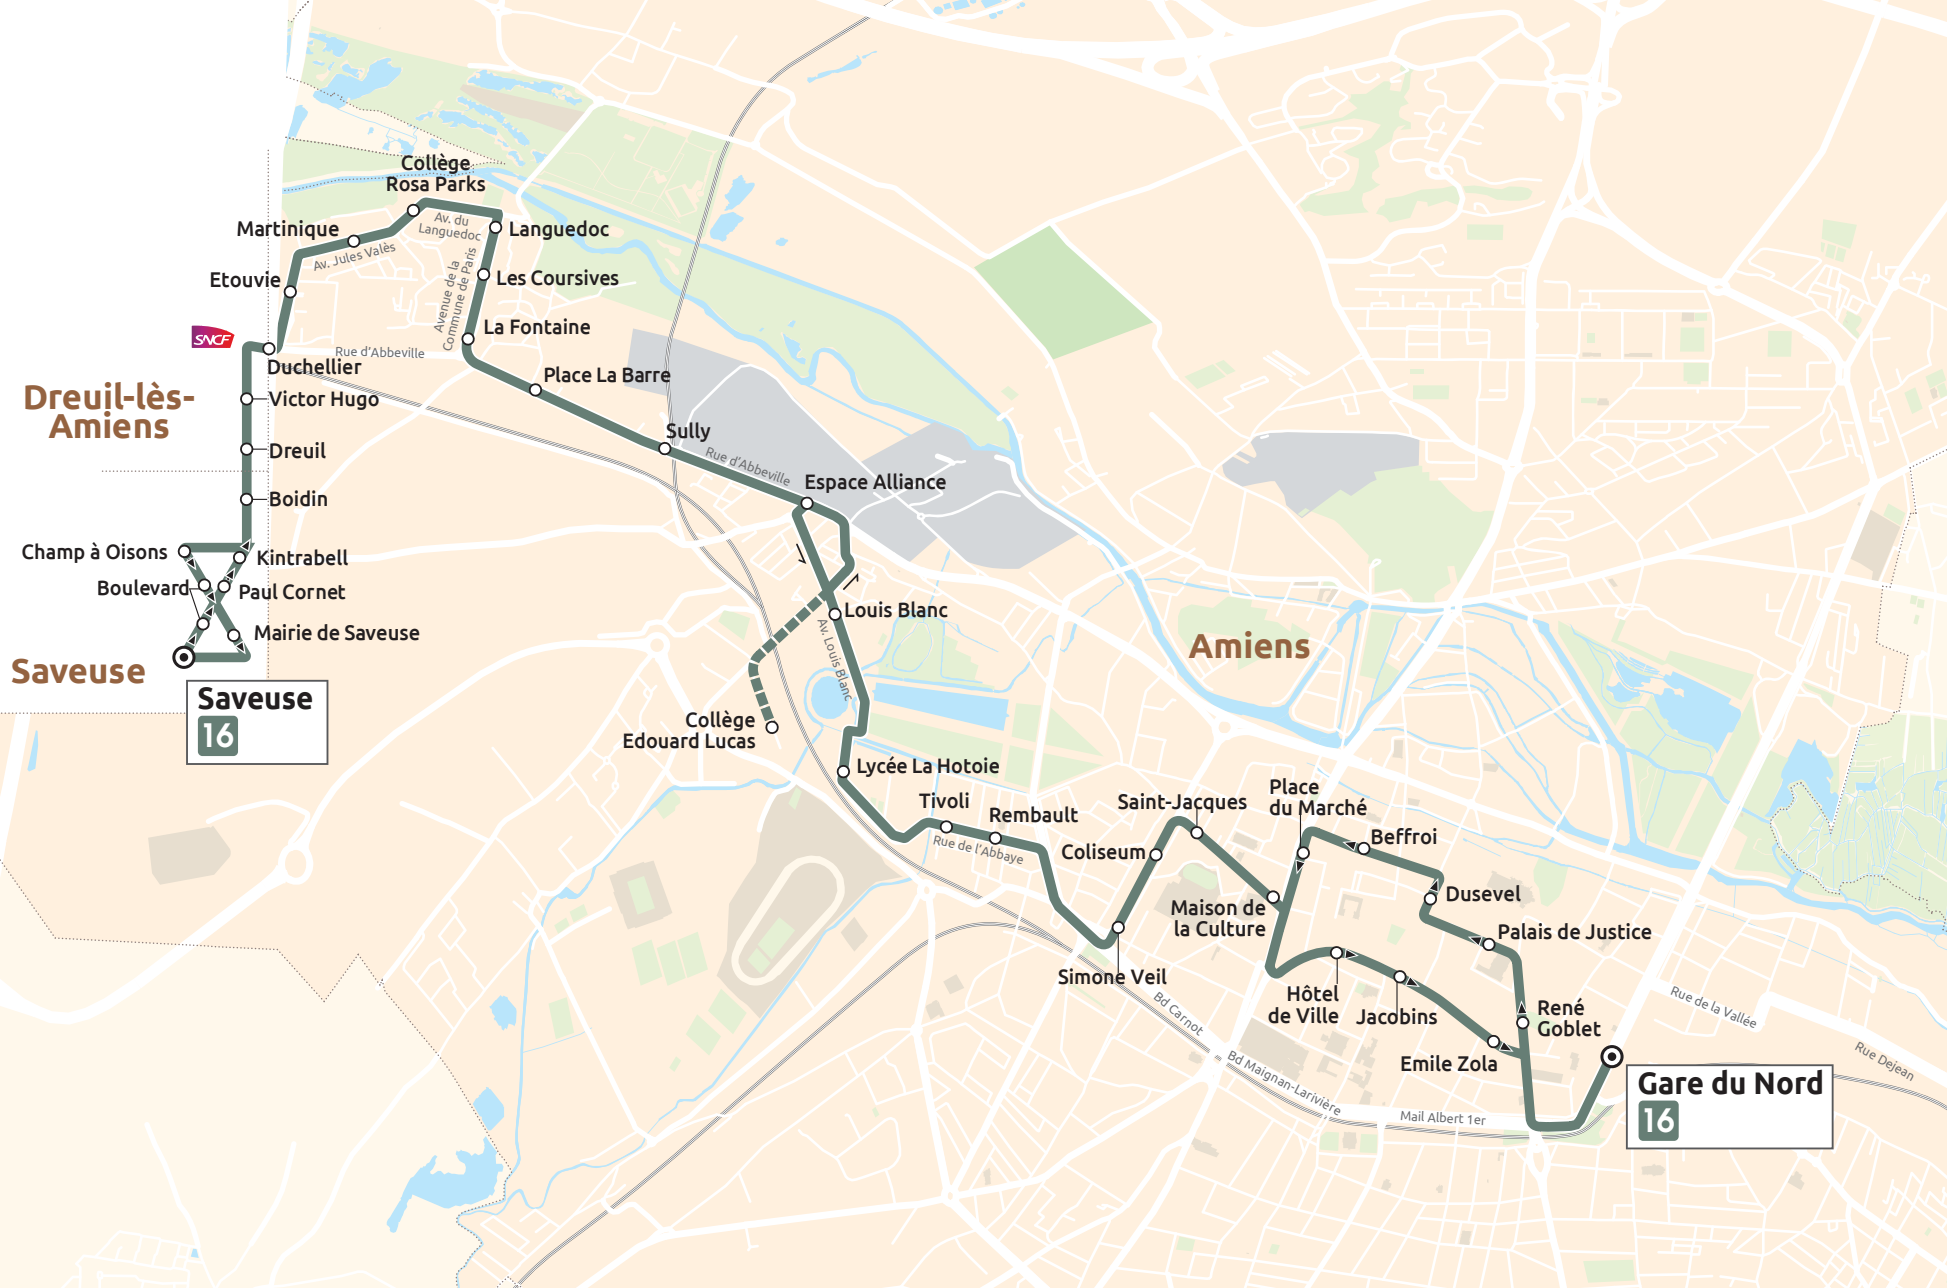 Collège
Rosa Parks
Martinique
Av. du
Languedoc
Languedoc
Av. Jules Valès
Etouvie
Avenue de la
Commune de Paris
Les Coursives
La Fontaine
SNCF
Rue d'Abbeville
Duchellier
Place La Barre
Dreuil-lès-
Amiens
Victor Hugo
Dreuil
Sully
Rue d'Abbeville
Espace Alliance
Boidin
Champ à Oisons
Kintrabell
Boulevard
Paul Cornet
Mairie de Saveuse
Saveuse
Saveuse
16
Louis Blanc
Av. Louis Blanc
Amiens
Collège
Edouard Lucas
Lycée La Hotoie
Tivoli
Rembault
Rue de l'Abbaye
Saint-Jacques
Coliseum
Place
du Marché
Beffroi
Dusevel
Maison de
la Culture
Palais de Justice
Simone Veil
Hôtel
de Ville
Jacobins
René
Goblet
Emile Zola
Bd Carnot
Bd Maignan-Larivière
Mail Albert 1er
Rue de la Vallée
Rue Dejean
Gare du Nord
16